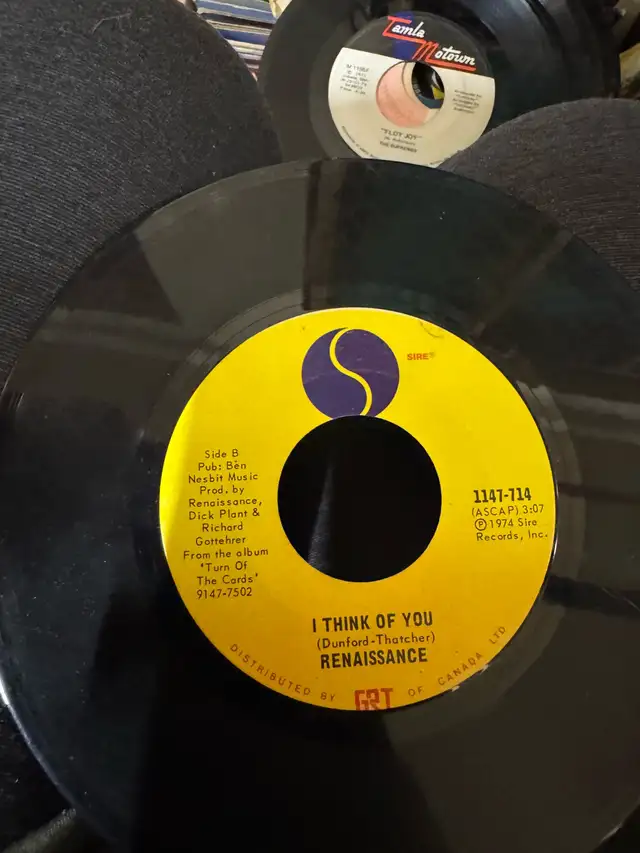 Tamla
Motown
"FLOY JOY"
THE SUPREMES
SIRE®
Side B
Pub: Ben
Nesbit Music
Prod. by
Renaissance,
Dick Plant &
Richard
Gottehrer
From the album
'Turn Of
The Cards'
9147-7502
1147-714
(ASCAP) 3:07
℗ 1974 Sire
Records, Inc.
I THINK OF YOU
(Dunford-Thatcher)
RENAISSANCE
DISTRIBUTED BY GRT OF CANADA LTD